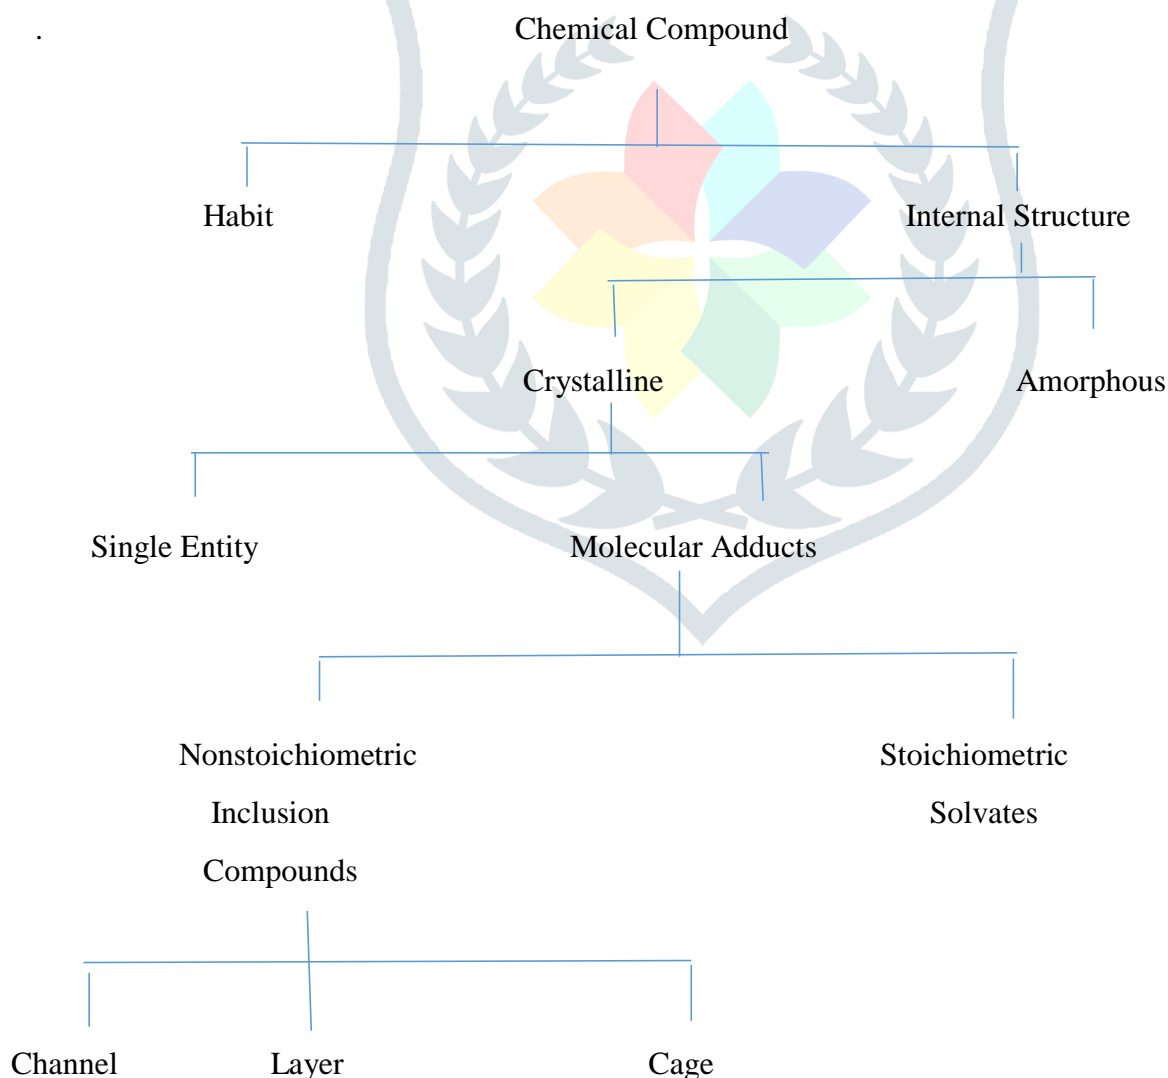 .
Chemical Compound
Habit
Internal Structure
Crystalline
Amorphous
Single Entity
Molecular Adducts
Nonstoichiometric
Inclusion
Compounds
Stoichiometric
Solvates
Channel
Layer
Cage